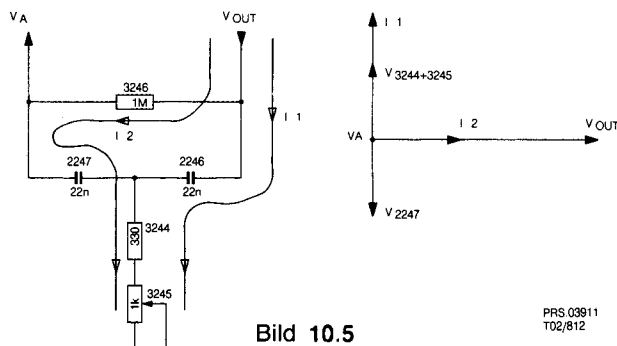 V A
V OUT
I 1
3246
1M
V 3244+3245
I 1
I 2
VA
I 2
V OUT
2247
2246
22n
22n
V 2247
330
3244
1k
3245
Bild 10.5
PRS.03911
T02/812